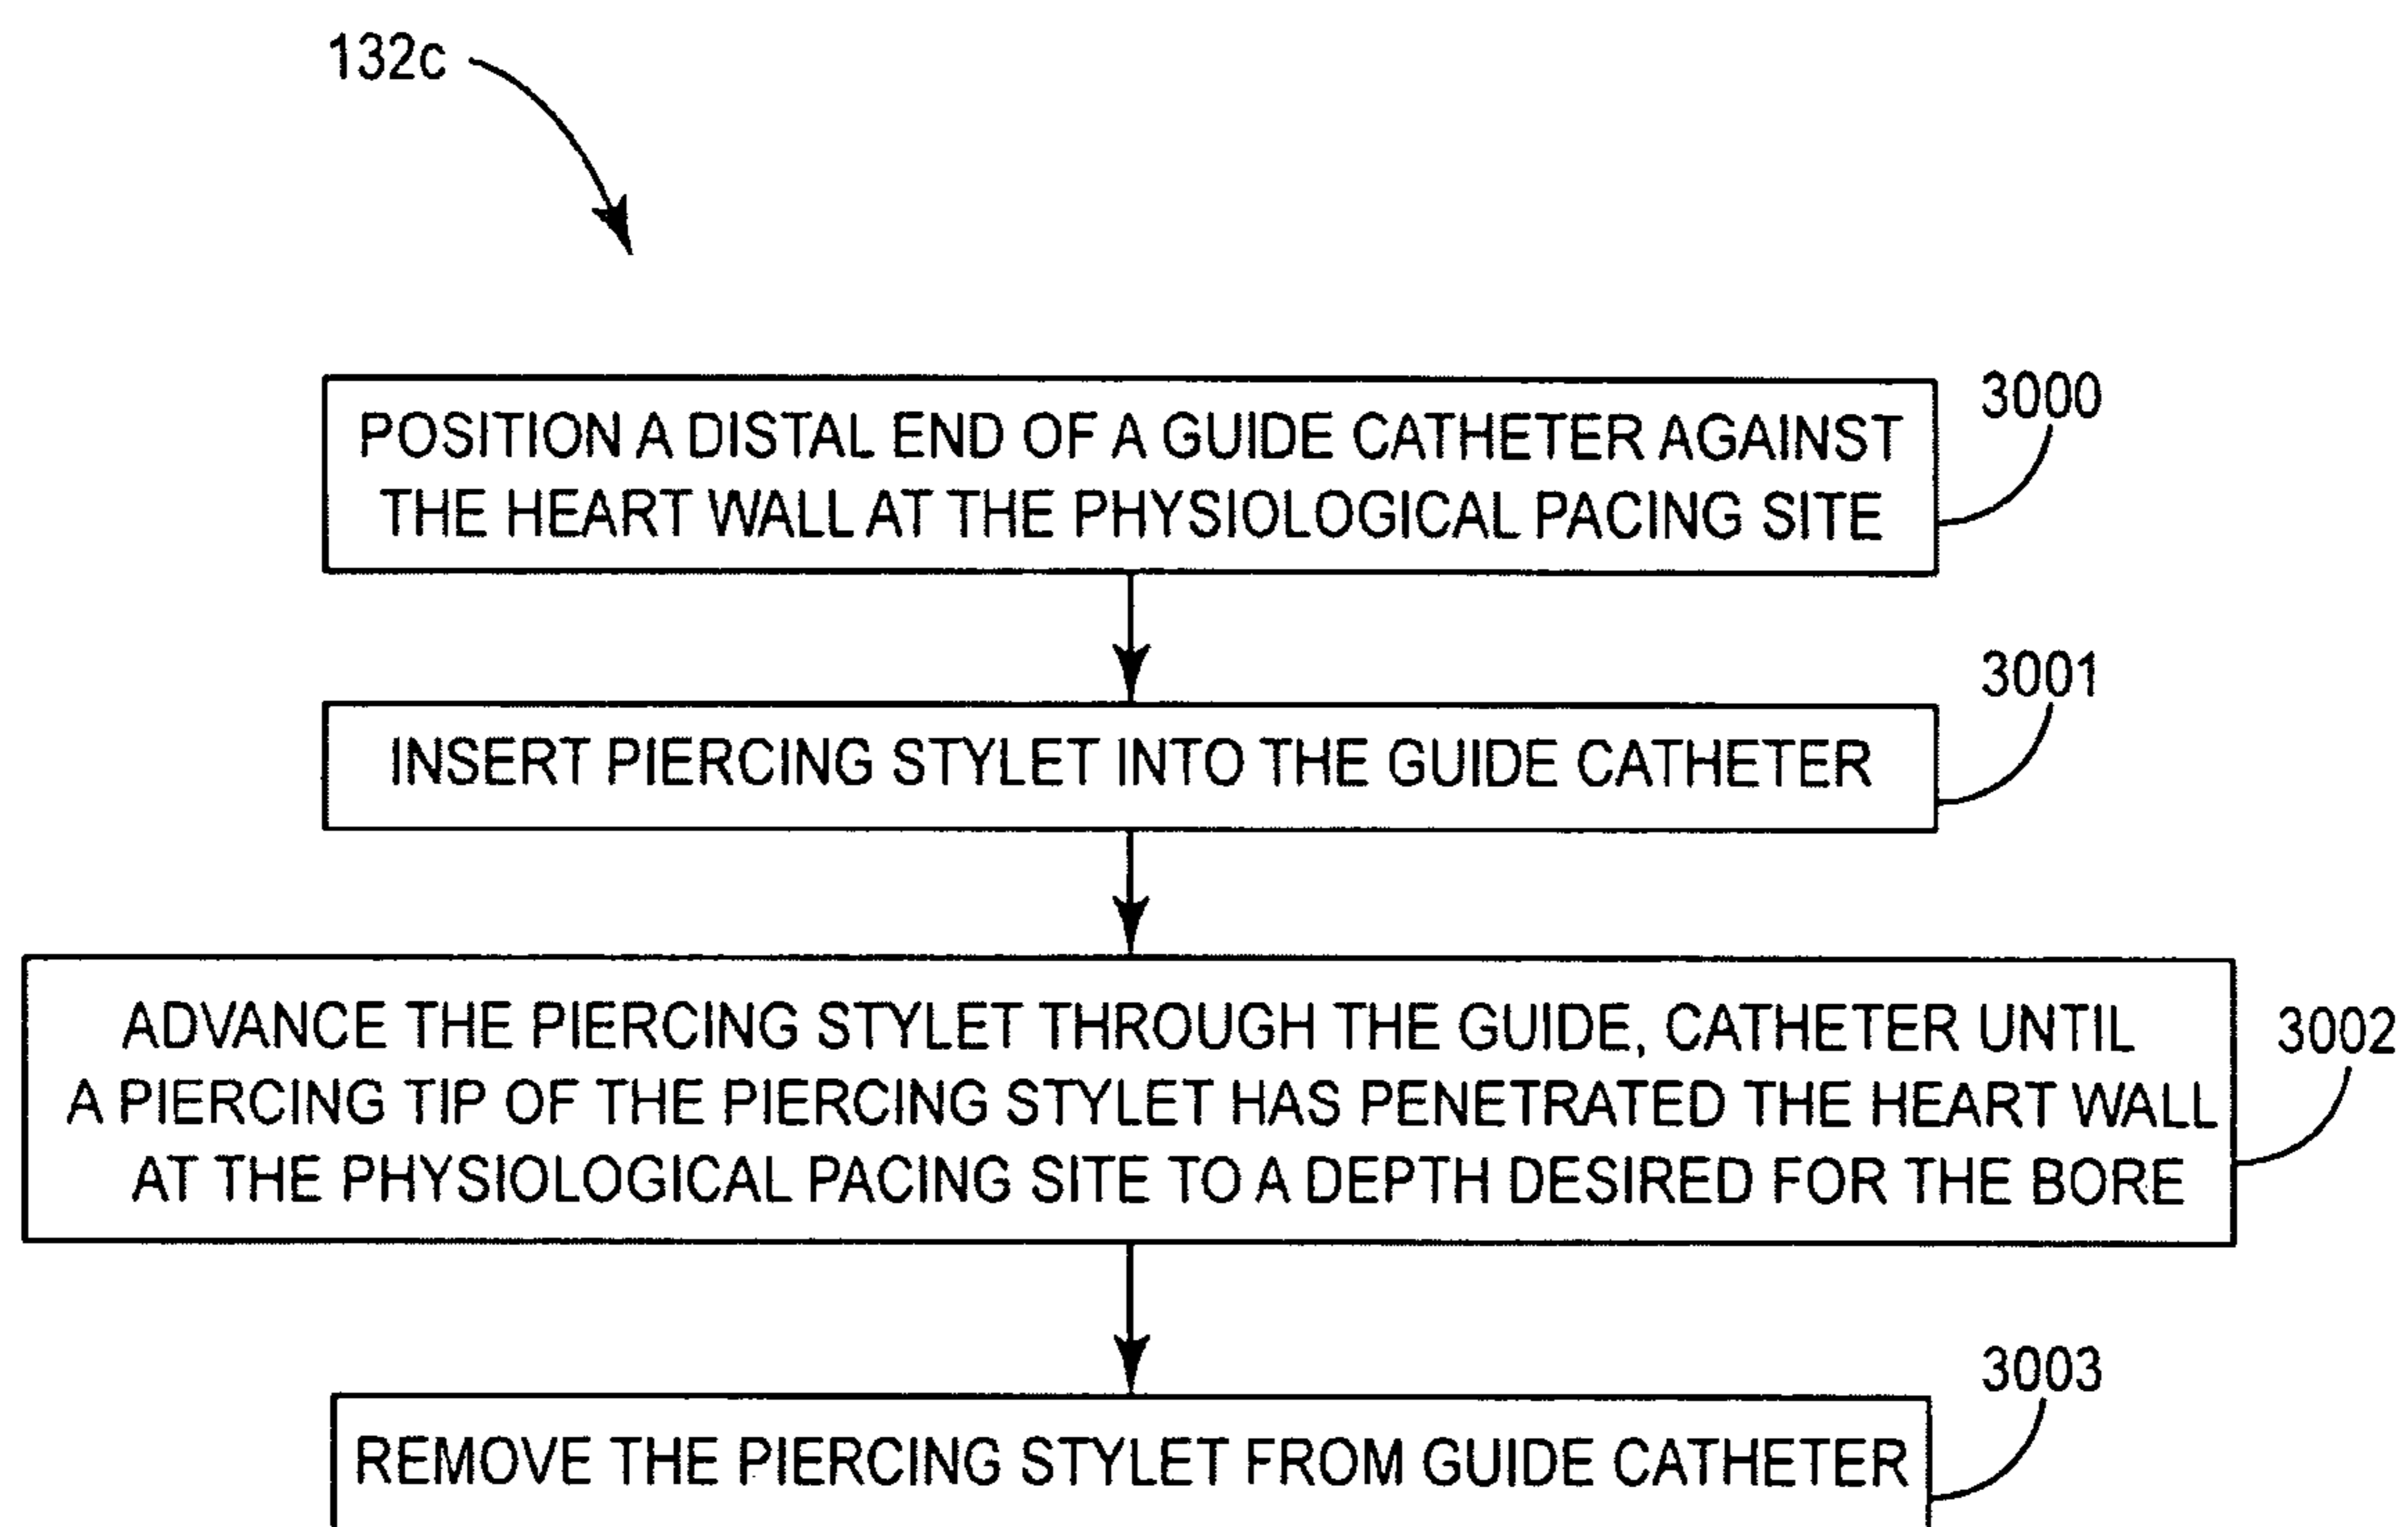 132c
POSITION A DISTAL END OF A GUIDE CATHETER AGAINST
THE HEART WALL AT THE PHYSIOLOGICAL PACING SITE
3000
INSERT PIERCING STYLET INTO THE GUIDE CATHETER
3001
ADVANCE THE PIERCING STYLET THROUGH THE GUIDE, CATHETER UNTIL
A PIERCING TIP OF THE PIERCING STYLET HAS PENETRATED THE HEART WALL
AT THE PHYSIOLOGICAL PACING SITE TO A DEPTH DESIRED FOR THE BORE
3002
REMOVE THE PIERCING STYLET FROM GUIDE CATHETER
3003